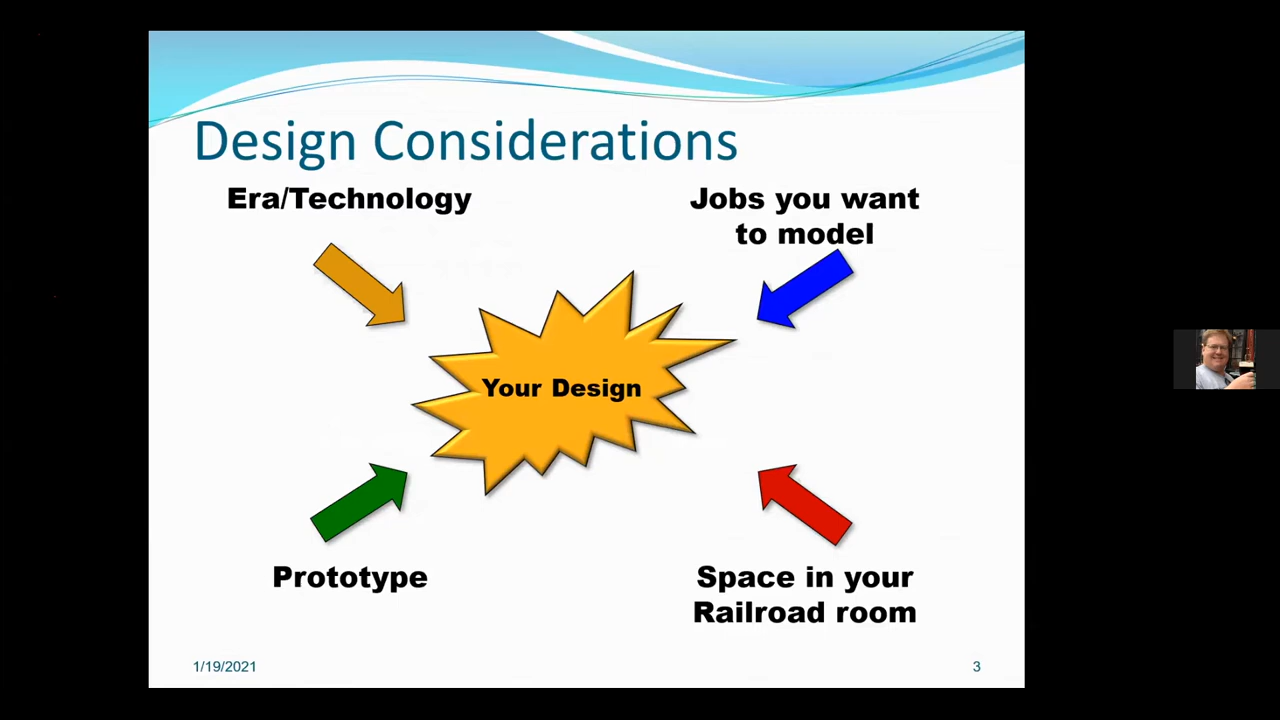 Design Considerations
Era/Technology
Jobs you want
to model
Your Design
Prototype
Space in your
Railroad room
1/19/2021
3